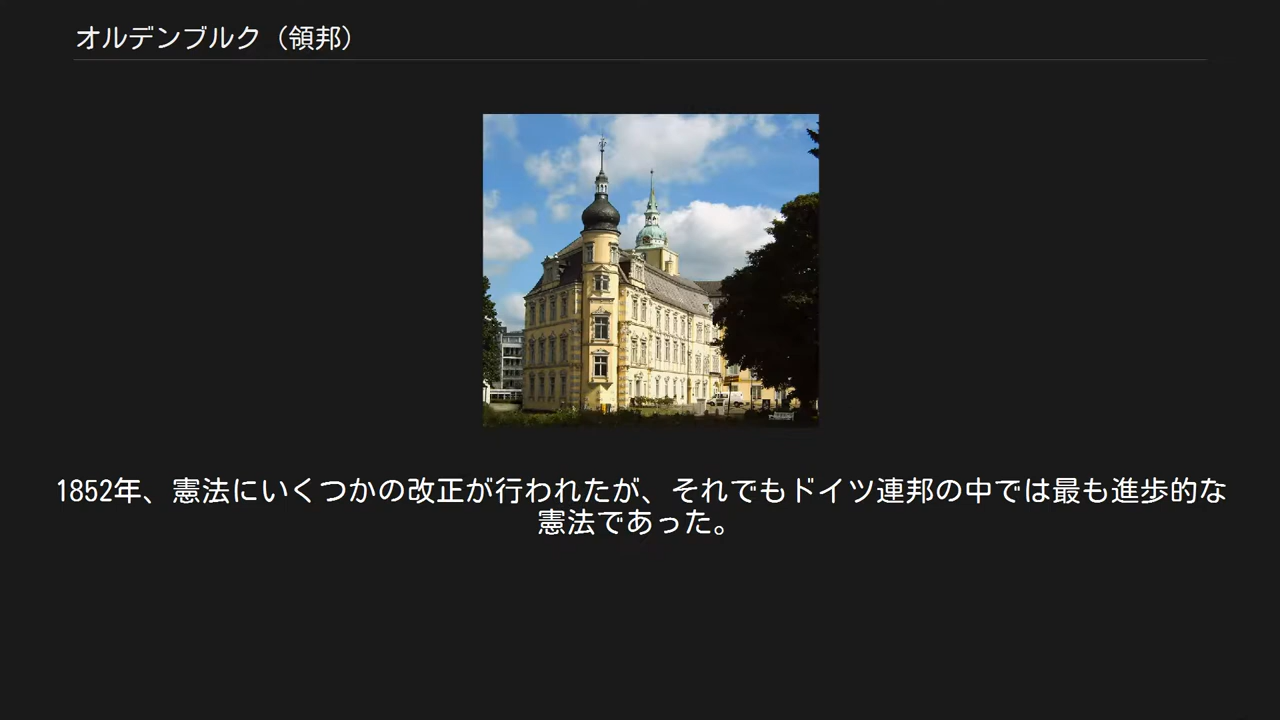 オルデンブルク（領邦）
1852年、憲法にいくつかの改正が行われたが、それでもドイツ連邦の中では最も進歩的な
憲法であった。